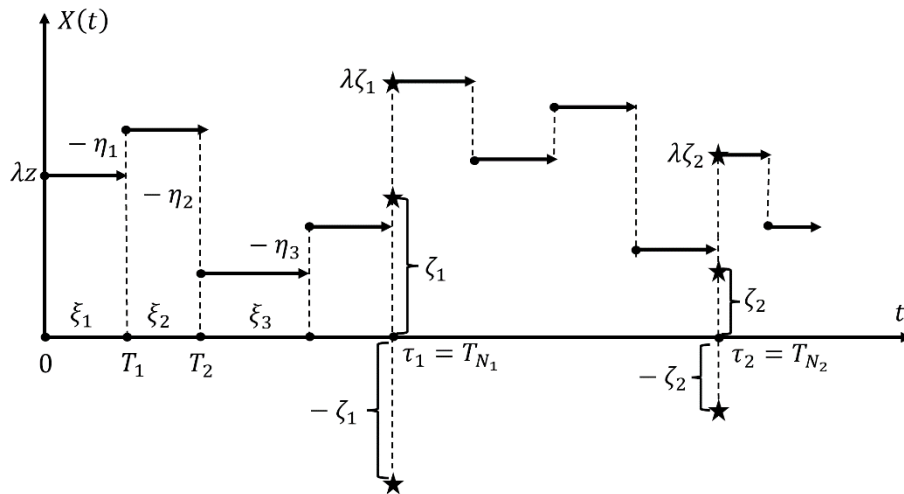 X(t)
λζ₁
− η₁
λζ₂
λz
− η₂
− η₃
ζ₁
ζ₂
ξ₁ ξ₂ ξ₃
t
0 T₁ T₂ τ₁ = T_{N₁} − ζ₂ τ₂ = T_{N₂}
− ζ₁